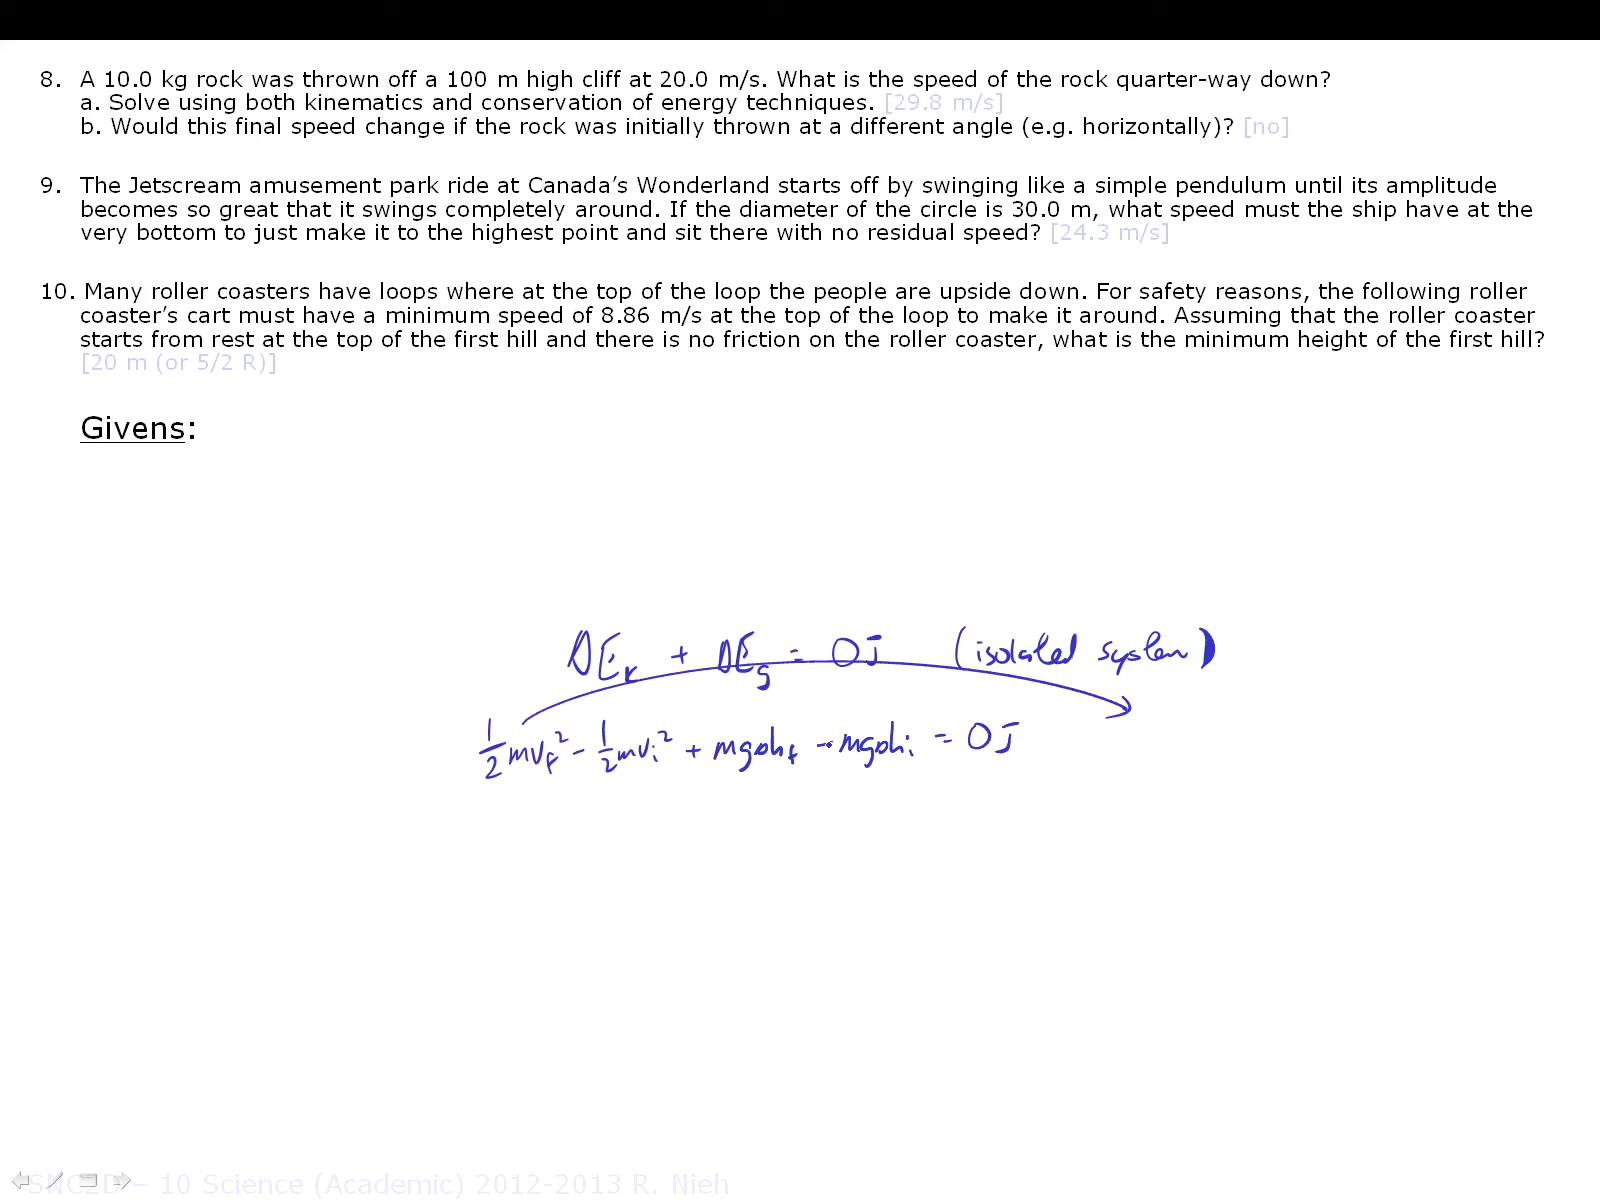 8. A 10.0 kg rock was thrown off a 100 m high cliff at 20.0 m/s. What is the speed of the rock quarter-way down?
a. Solve using both kinematics and conservation of energy techniques. [29.8 m/s]
b. Would this final speed change if the rock was initially thrown at a different angle (e.g. horizontally)? [no]
9. The Jetscream amusement park ride at Canada’s Wonderland starts off by swinging like a simple pendulum until its amplitude
becomes so great that it swings completely around. If the diameter of the circle is 30.0 m, what speed must the ship have at the
very bottom to just make it to the highest point and sit there with no residual speed? [24.3 m/s]
10. Many roller coasters have loops where at the top of the loop the people are upside down. For safety reasons, the following roller
coaster’s cart must have a minimum speed of 8.86 m/s at the top of the loop to make it around. Assuming that the roller coaster
starts from rest at the top of the first hill and there is no friction on the roller coaster, what is the minimum height of the first hill?
[20 m (or 5/2 R)]
Givens:
ΔE_k + ΔE_g = 0 J (isolated system)
1/2 mv_f² - 1/2 mv_i² + mgΔh_f - mgΔh_i = 0 J
SNC2D – 10 Science (Academic) 2012-2013 R. Nieh